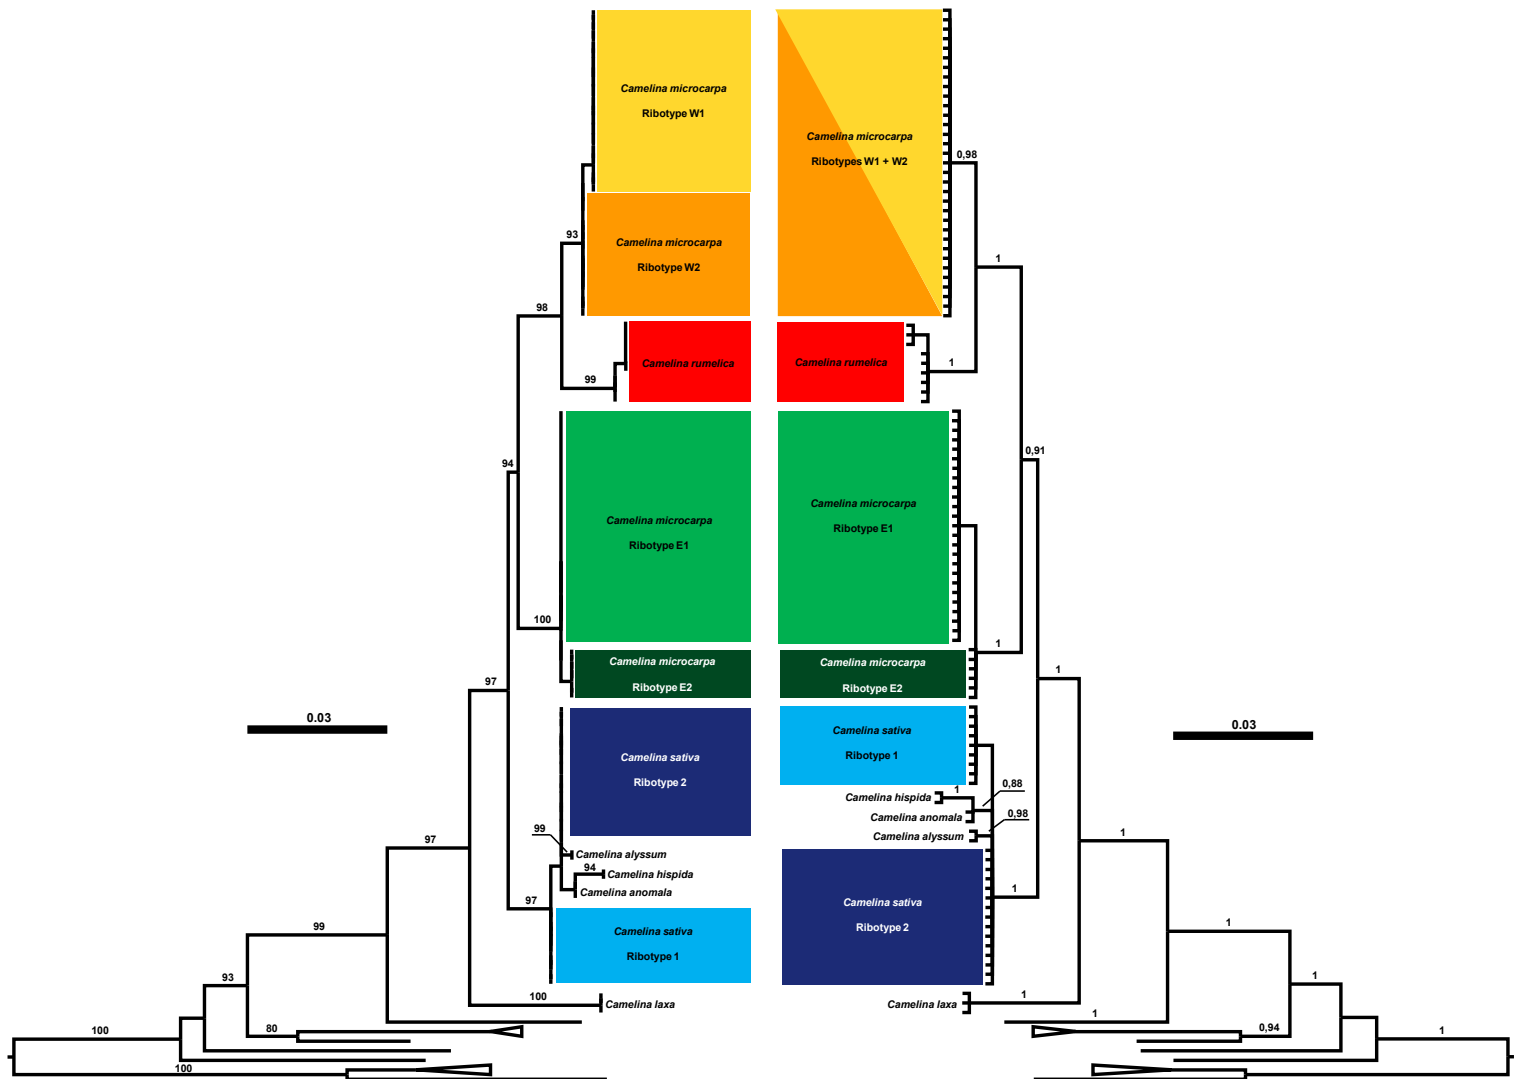 Camelina microcarpa
Ribotype W1
93
Camelina microcarpa
Ribotype W2
98
99
Camelina rumelica
94
Camelina microcarpa
Ribotype E1
100
Camelina microcarpa
Ribotype E2
97
0.03
Camelina sativa
Ribotype 2
99
Camelina alyssum
94
Camelina hispida
Camelina anomala
97
97
Camelina sativa
Ribotype 1
99
93
100
Camelina laxa
80
100
100
Camelina microcarpa
Ribotypes W1 + W2
0,98
1
Camelina rumelica
1
0,91
Camelina microcarpa
Ribotype E1
1
Camelina microcarpa
Ribotype E2
1
Camelina sativa
Ribotype 1
0.03
1
0,88
Camelina hispida
Camelina anomala
0,98
Camelina alyssum
1
1
Camelina sativa
Ribotype 2
1
1
Camelina laxa
1
1
0,94
1